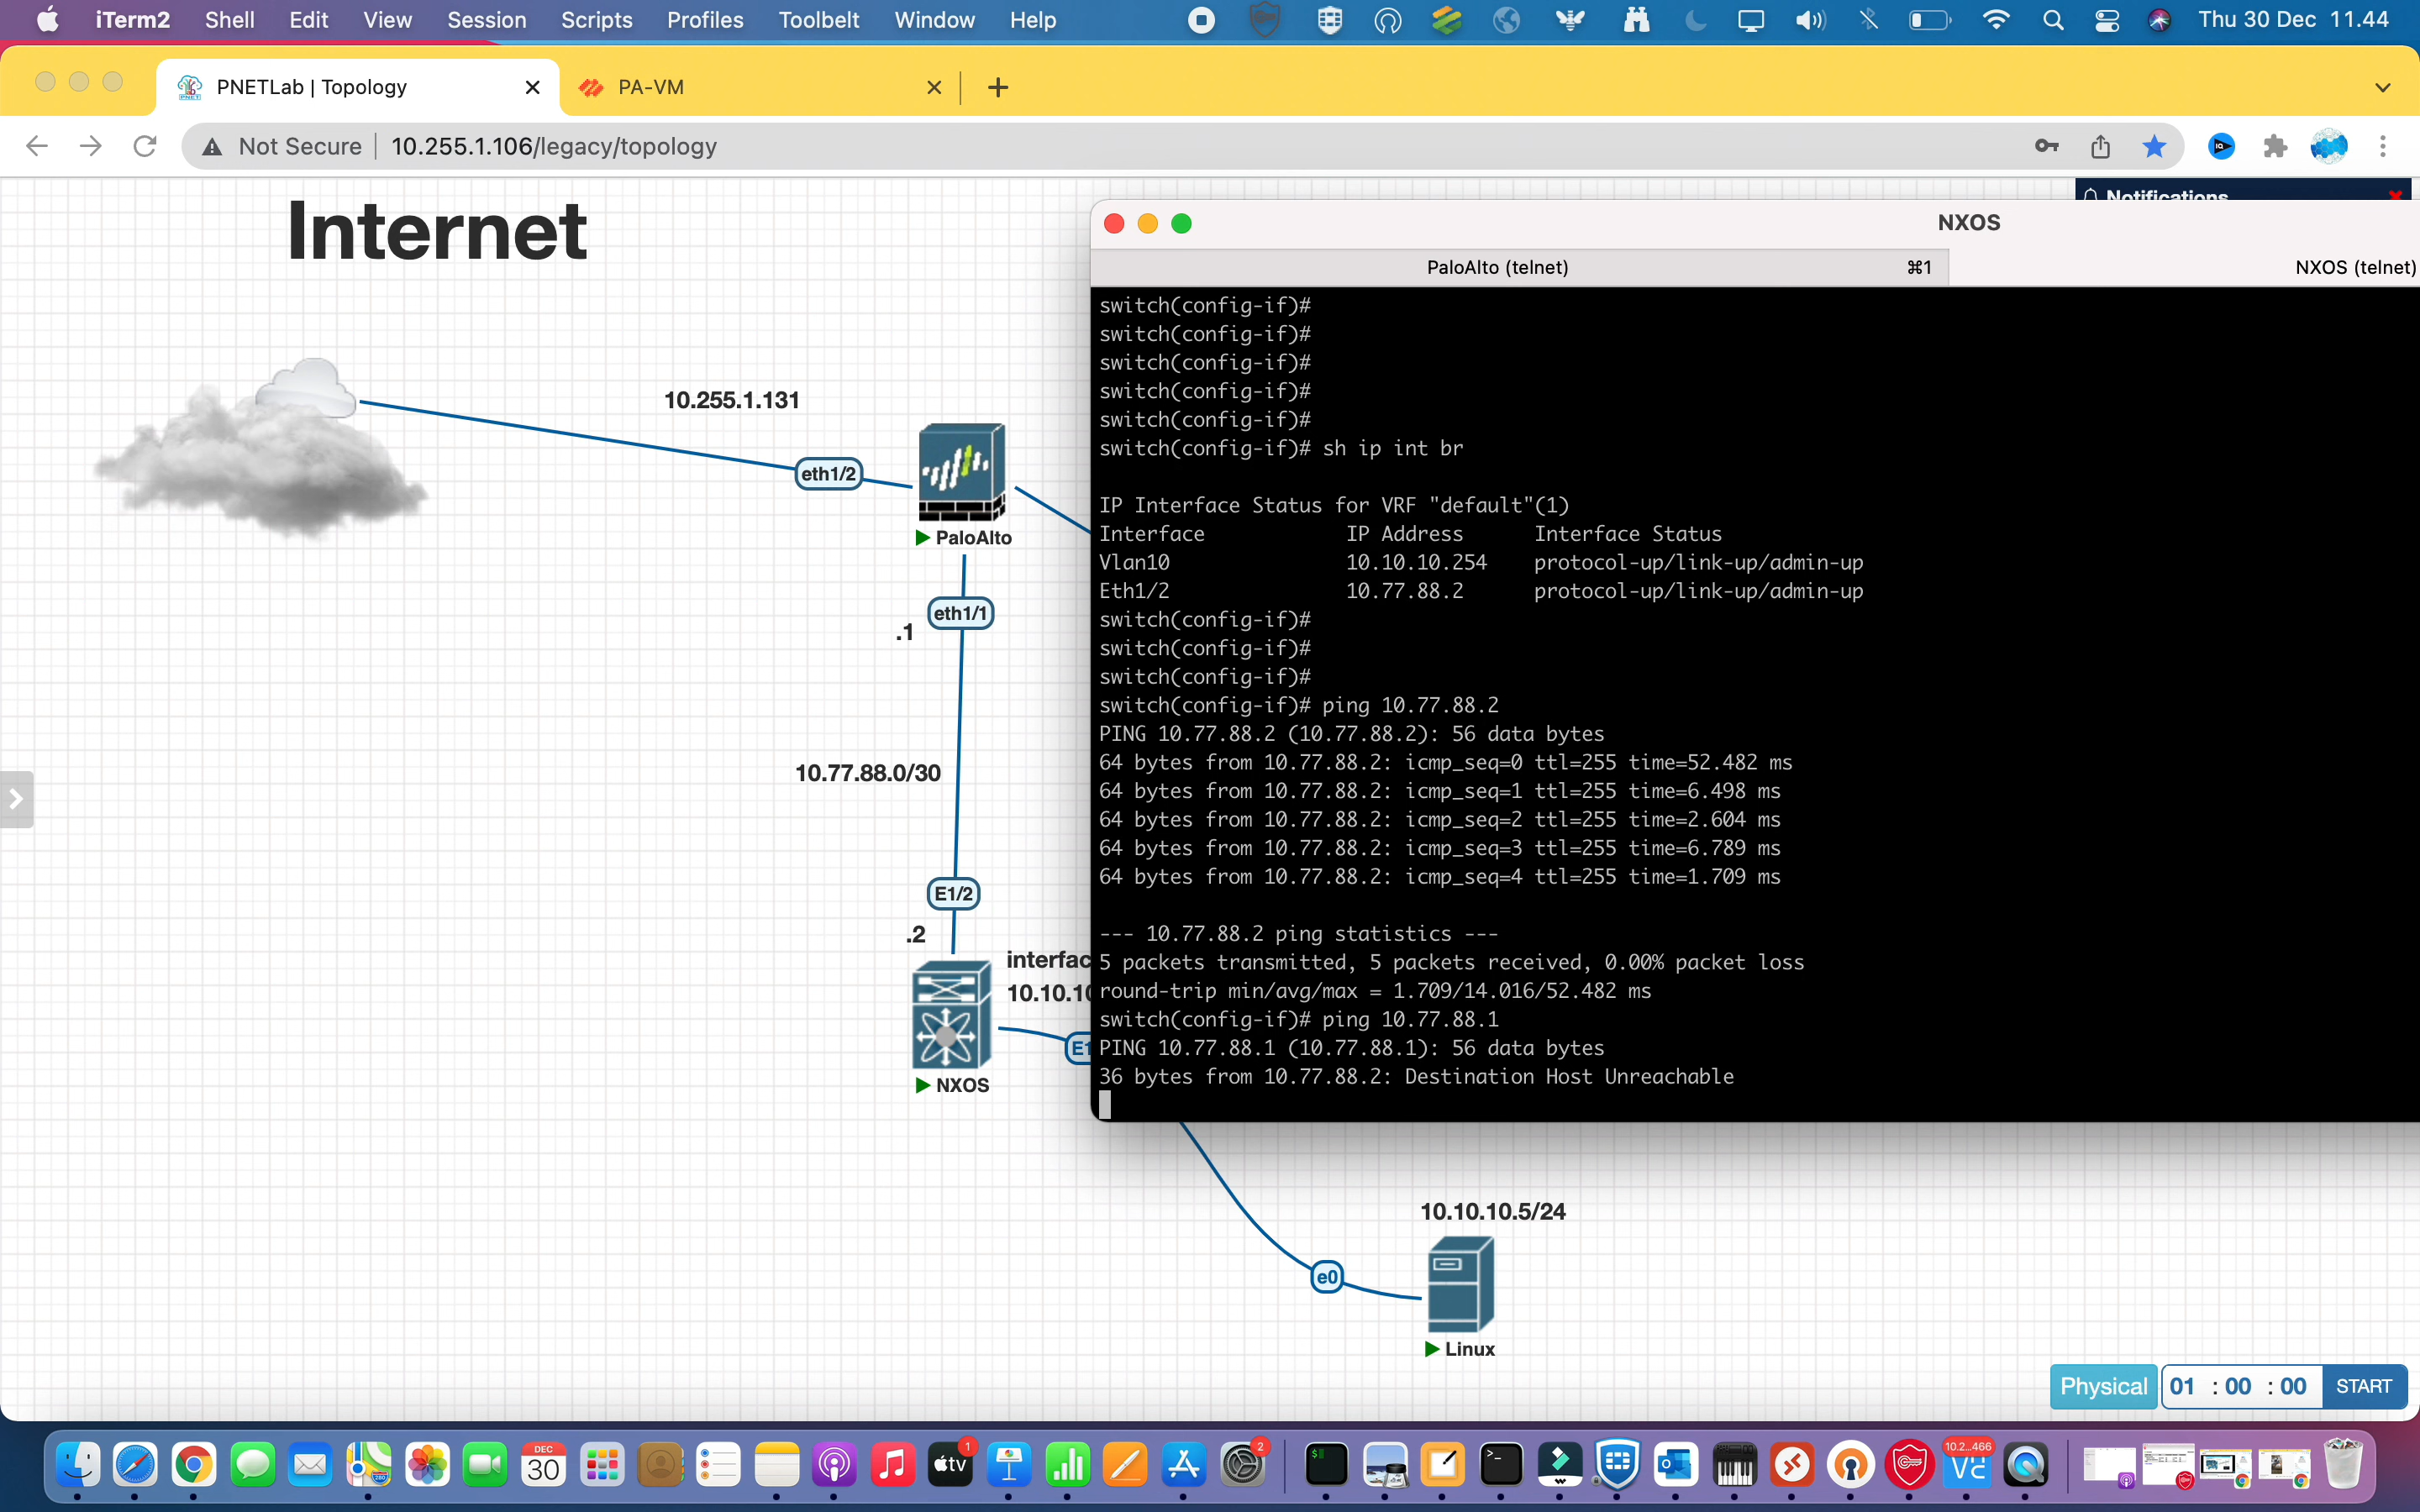 iTerm2 Shell Edit View Session Scripts Profiles Toolbelt Window Help Thu 30 Dec 11.44
PNETLab | Topology PA-VM
Not Secure 10.255.1.106/legacy/topology
Notifications
Internet
10.255.1.131
eth1/2
PaloAlto
eth1/1
.1
10.77.88.0/30
E1/2
.2
interfac
10.10.10
E1
NXOS
NXOS
PaloAlto (telnet) ⌘1 NXOS (telnet)
switch(config-if)#
switch(config-if)#
switch(config-if)#
switch(config-if)#
switch(config-if)#
switch(config-if)# sh ip int br
IP Interface Status for VRF "default"(1)
Interface IP Address Interface Status
Vlan10 10.10.10.254 protocol-up/link-up/admin-up
Eth1/2 10.77.88.2 protocol-up/link-up/admin-up
switch(config-if)#
switch(config-if)#
switch(config-if)#
switch(config-if)# ping 10.77.88.2
PING 10.77.88.2 (10.77.88.2): 56 data bytes
64 bytes from 10.77.88.2: icmp_seq=0 ttl=255 time=52.482 ms
64 bytes from 10.77.88.2: icmp_seq=1 ttl=255 time=6.498 ms
64 bytes from 10.77.88.2: icmp_seq=2 ttl=255 time=2.604 ms
64 bytes from 10.77.88.2: icmp_seq=3 ttl=255 time=6.789 ms
64 bytes from 10.77.88.2: icmp_seq=4 ttl=255 time=1.709 ms
--- 10.77.88.2 ping statistics ---
5 packets transmitted, 5 packets received, 0.00% packet loss
round-trip min/avg/max = 1.709/14.016/52.482 ms
switch(config-if)# ping 10.77.88.1
PING 10.77.88.1 (10.77.88.1): 56 data bytes
36 bytes from 10.77.88.2: Destination Host Unreachable
10.10.10.5/24
e0
Linux
Physical 01 : 00 : 00 START
DEC
30
tv
1
2
10.2...466